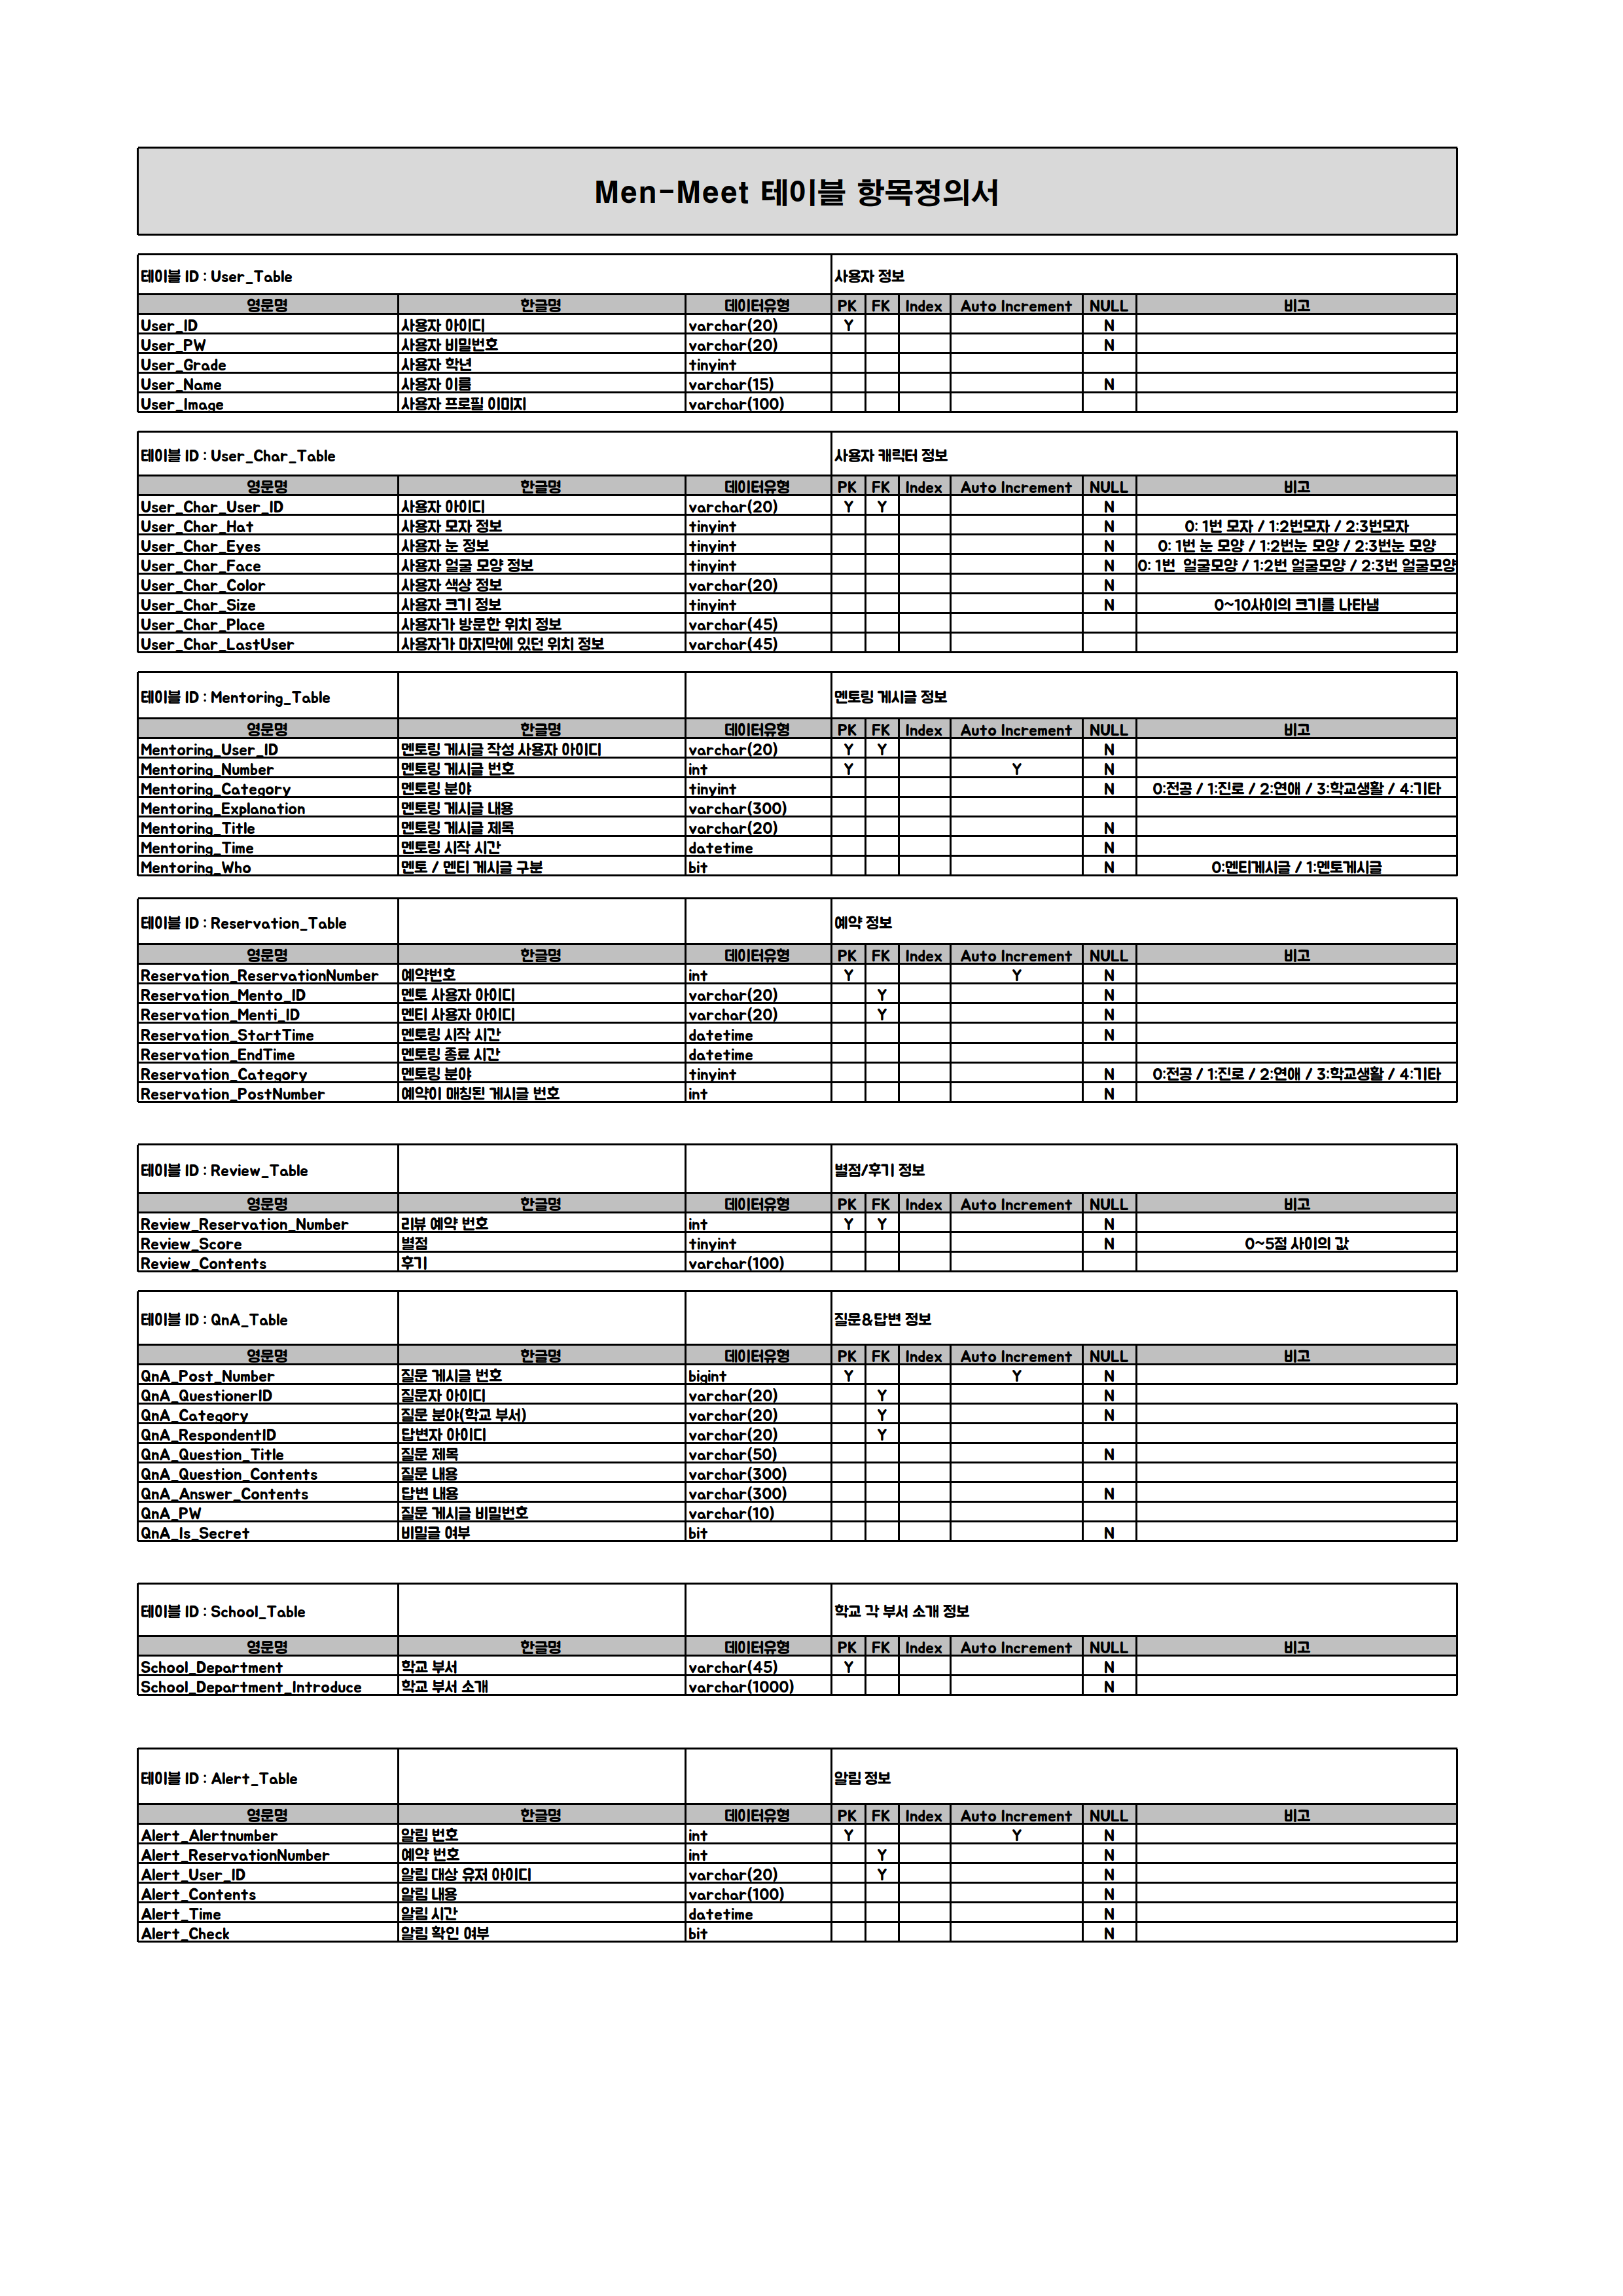 Men-Meet 테이블 항목정의서
테이블 ID : User_Table 사용자 정보
영문명 한글명 데이터유형 PK FK Index Auto Increment NULL 비고
User_ID 사용자 아이디 varchar(20) Y N
User_PW 사용자 비밀번호 varchar(20) N
User_Grade 사용자 학년 tinyint
User_Name 사용자 이름 varchar(15) N
User_Image 사용자 프로필 이미지 varchar(100)
테이블 ID : User_Char_Table 사용자 캐릭터 정보
영문명 한글명 데이터유형 PK FK Index Auto Increment NULL 비고
User_Char_User_ID 사용자 아이디 varchar(20) Y Y N
User_Char_Hat 사용자 모자 정보 tinyint N 0: 1번 모자 / 1:2번모자 / 2:3번모자
User_Char_Eyes 사용자 눈 정보 tinyint N 0: 1번 눈 모양 / 1:2번눈 모양 / 2:3번눈 모양
User_Char_Face 사용자 얼굴 모양 정보 tinyint N 0: 1번 얼굴모양 / 1:2번 얼굴모양 / 2:3번 얼굴모양
User_Char_Color 사용자 색상 정보 varchar(20) N
User_Char_Size 사용자 크기 정보 tinyint N 0~10사이의 크기를 나타냄
User_Char_Place 사용자가 방문한 위치 정보 varchar(45)
User_Char_LastUser 사용자가 마지막에 있던 위치 정보 varchar(45)
테이블 ID : Mentoring_Table 멘토링 게시글 정보
영문명 한글명 데이터유형 PK FK Index Auto Increment NULL 비고
Mentoring_User_ID 멘토링 게시글 작성 사용자 아이디 varchar(20) Y Y N
Mentoring_Number 멘토링 게시글 번호 int Y Y N
Mentoring_Category 멘토링 분야 tinyint N 0:전공 / 1:진로 / 2:연애 / 3:학교생활 / 4:기타
Mentoring_Explanation 멘토링 게시글 내용 varchar(300)
Mentoring_Title 멘토링 게시글 제목 varchar(20) N
Mentoring_Time 멘토링 시작 시간 datetime N
Mentoring_Who 멘토 / 멘티 게시글 구분 bit N 0:멘티게시글 / 1:멘토게시글
테이블 ID : Reservation_Table 예약 정보
영문명 한글명 데이터유형 PK FK Index Auto Increment NULL 비고
Reservation_ReservationNumber 예약번호 int Y Y N
Reservation_Mento_ID 멘토 사용자 아이디 varchar(20) Y N
Reservation_Menti_ID 멘티 사용자 아이디 varchar(20) Y N
Reservation_StartTime 멘토링 시작 시간 datetime N
Reservation_EndTime 멘토링 종료 시간 datetime
Reservation_Category 멘토링 분야 tinyint N 0:전공 / 1:진로 / 2:연애 / 3:학교생활 / 4:기타
Reservation_PostNumber 예약이 매칭된 게시글 번호 int N
테이블 ID : Review_Table 별점/후기 정보
영문명 한글명 데이터유형 PK FK Index Auto Increment NULL 비고
Review_Reservation_Number 리뷰 예약 번호 int Y Y N
Review_Score 별점 tinyint N 0~5점 사이의 값
Review_Contents 후기 varchar(100)
테이블 ID : QnA_Table 질문&답변 정보
영문명 한글명 데이터유형 PK FK Index Auto Increment NULL 비고
QnA_Post_Number 질문 게시글 번호 bigint Y Y N
QnA_QuestionerID 질문자 아이디 varchar(20) Y N
QnA_Category 질문 분야(학교 부서) varchar(20) Y N
QnA_RespondentID 답변자 아이디 varchar(20) Y
QnA_Question_Title 질문 제목 varchar(50) N
QnA_Question_Contents 질문 내용 varchar(300)
QnA_Answer_Contents 답변 내용 varchar(300) N
QnA_PW 질문 게시글 비밀번호 varchar(10)
QnA_Is_Secret 비밀글 여부 bit N
테이블 ID : School_Table 학교 각 부서 소개 정보
영문명 한글명 데이터유형 PK FK Index Auto Increment NULL 비고
School_Department 학교 부서 varchar(45) Y N
School_Department_Introduce 학교 부서 소개 varchar(1000) N
테이블 ID : Alert_Table 알림 정보
영문명 한글명 데이터유형 PK FK Index Auto Increment NULL 비고
Alert_Alertnumber 알림 번호 int Y Y N
Alert_ReservationNumber 예약 번호 int Y N
Alert_User_ID 알림 대상 유저 아이디 varchar(20) Y N
Alert_Contents 알림 내용 varchar(100) N
Alert_Time 알림 시간 datetime N
Alert_Check 알림 확인 여부 bit N